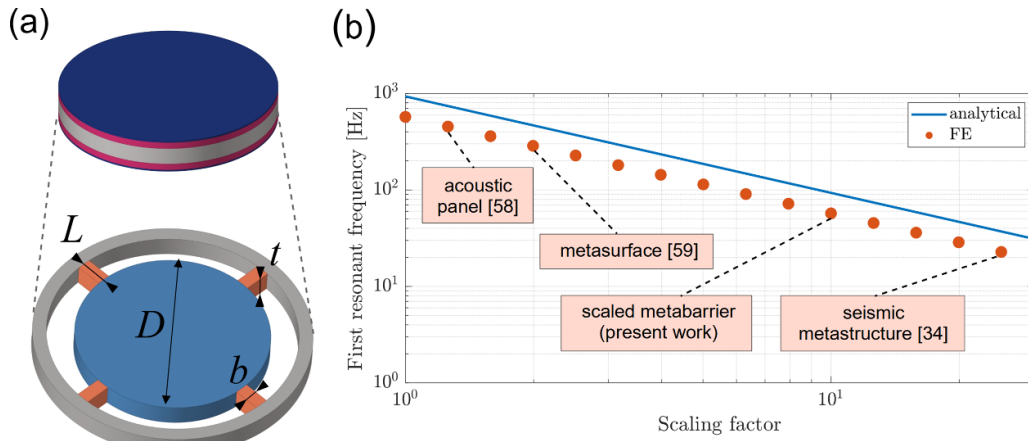 (a)
L
t
D
b
(b)
First resonant frequency [Hz]
10³
10²
10¹
10⁰
analytical
FE
acoustic
panel [58]
metasurface [59]
scaled metabarrier
(present work)
seismic
metastructure [34]
10⁰
10¹
Scaling factor